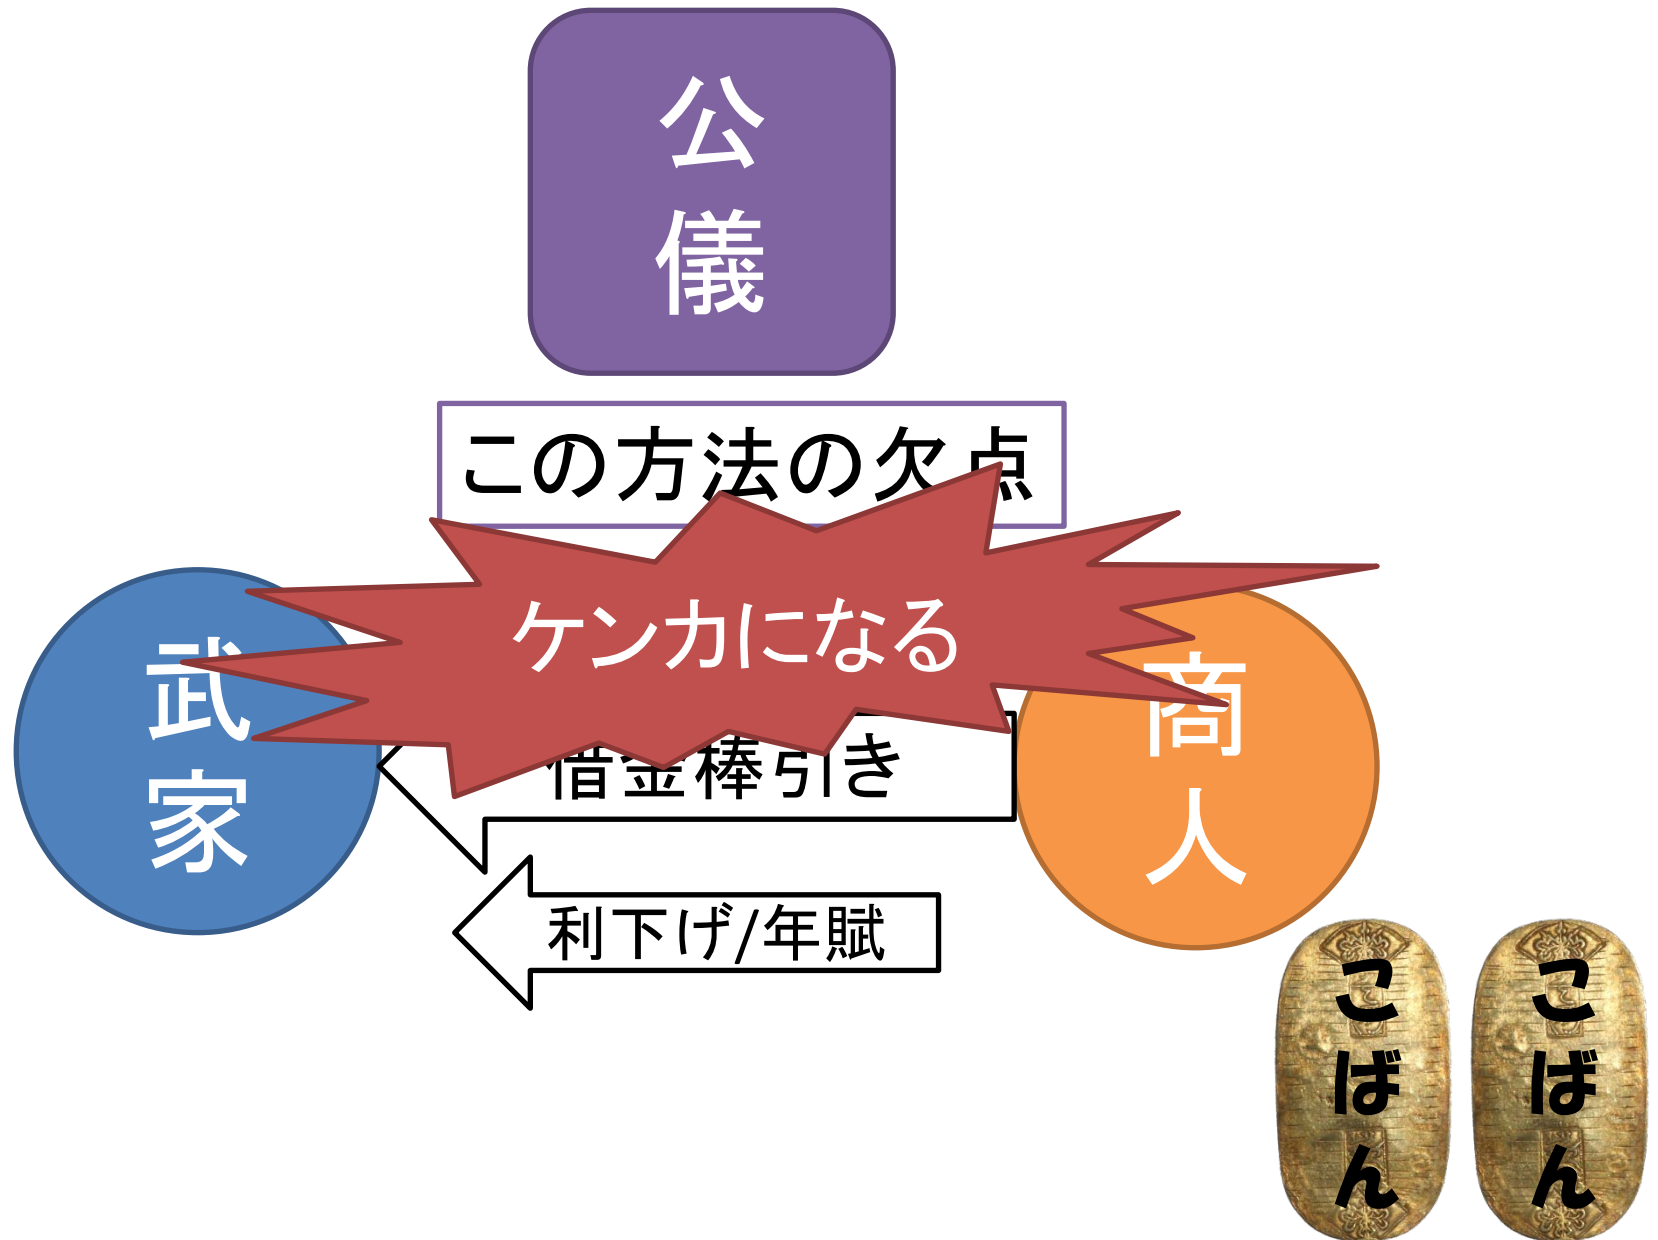 公儀
この方法の欠点
ケンカになる
武家
商人
借金棒引き
利下げ/年賦
こばん
こばん